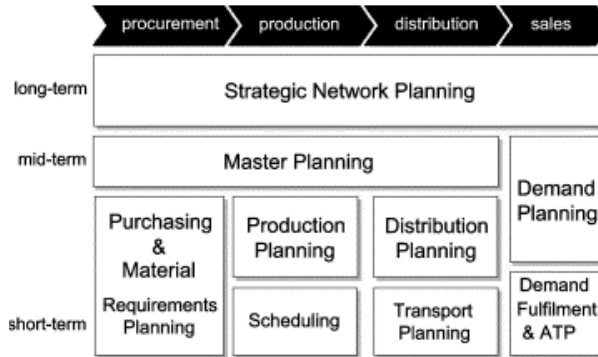 procurement production distribution sales
long-term
Strategic Network Planning
mid-term
Master Planning
Demand
Planning
Purchasing
&
Material
Requirements
Planning
Production
Planning
Distribution
Planning
short-term
Scheduling
Transport
Planning
Demand
Fulfilment
& ATP